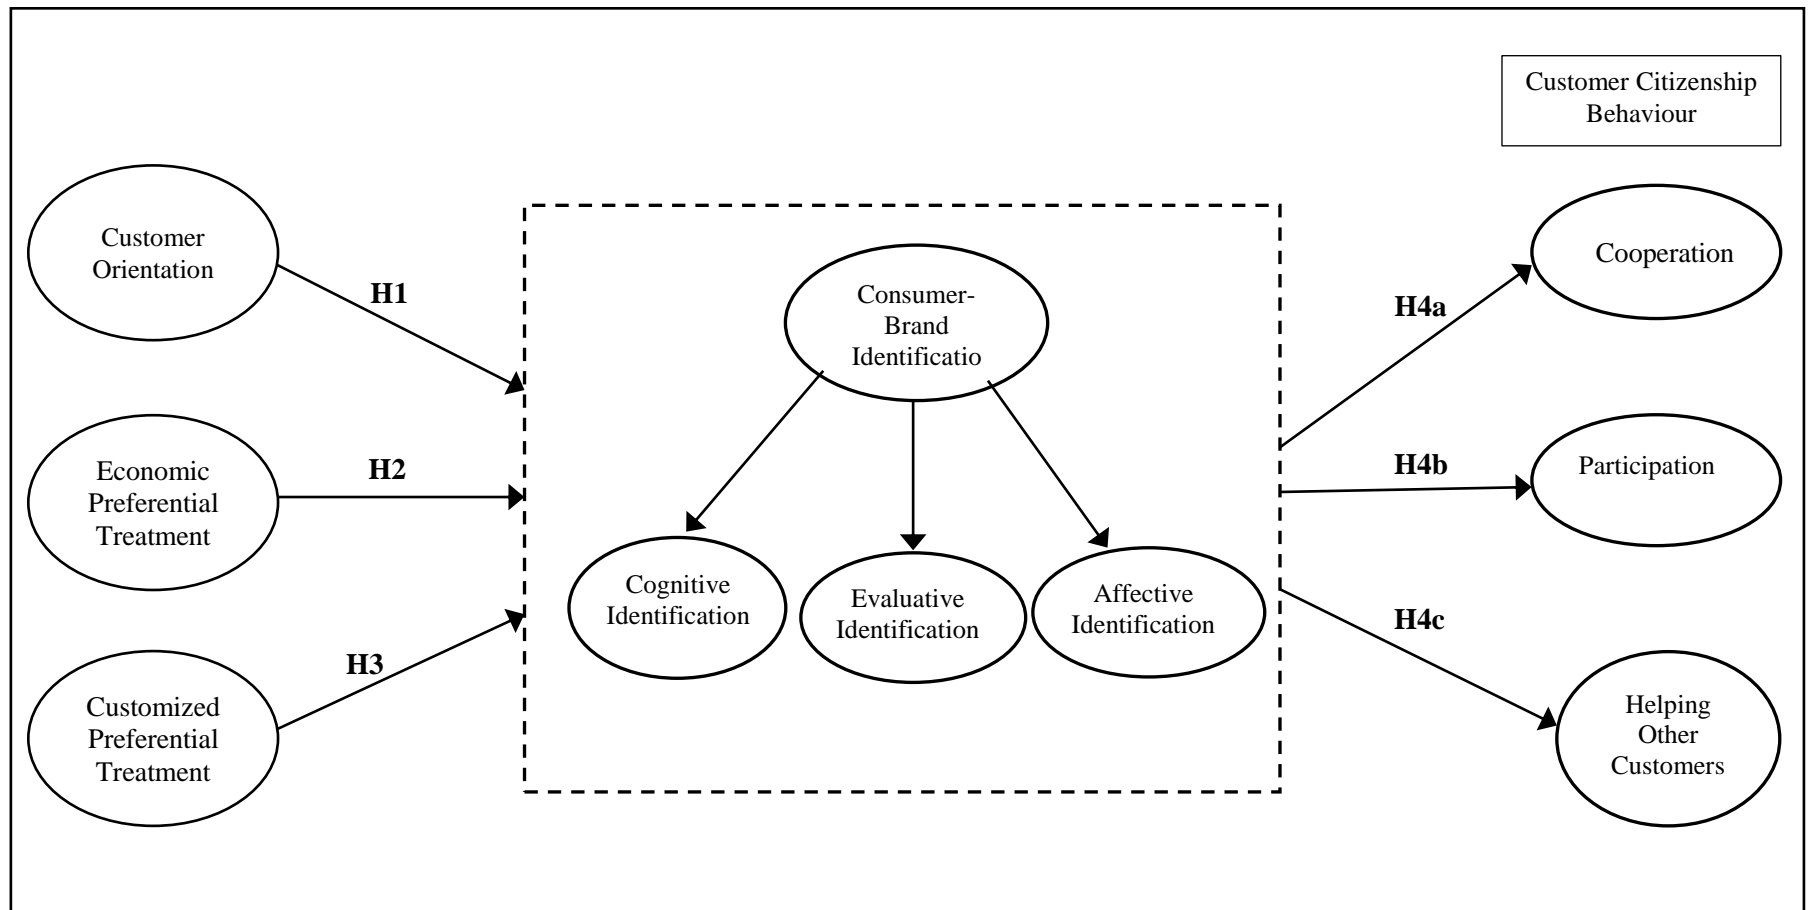 Customer Citizenship
Behaviour
Customer
Orientation
H1
Consumer-
Brand
Identificatio
H4a
Cooperation
Economic
Preferential
Treatment
H2
H4b
Participation
Cognitive
Identification
Evaluative
Identification
Affective
Identification
Customized
Preferential
Treatment
H3
H4c
Helping
Other
Customers